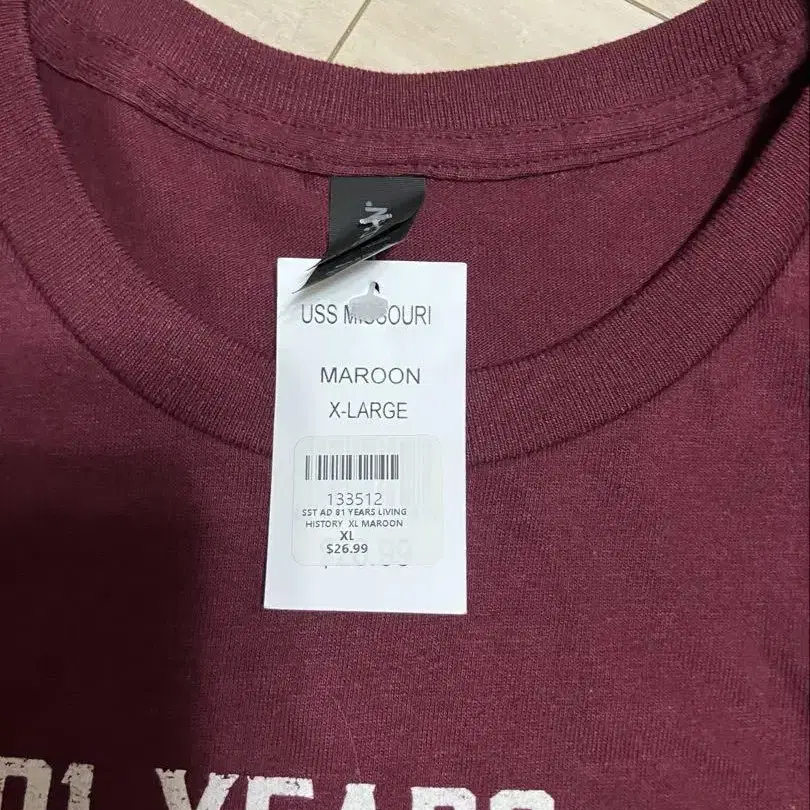 USS MISSOURI
MAROON
X-LARGE
133512
SST AD 81 YEARS LIVING
HISTORY XL MAROON
XL
$26.99
YEARS